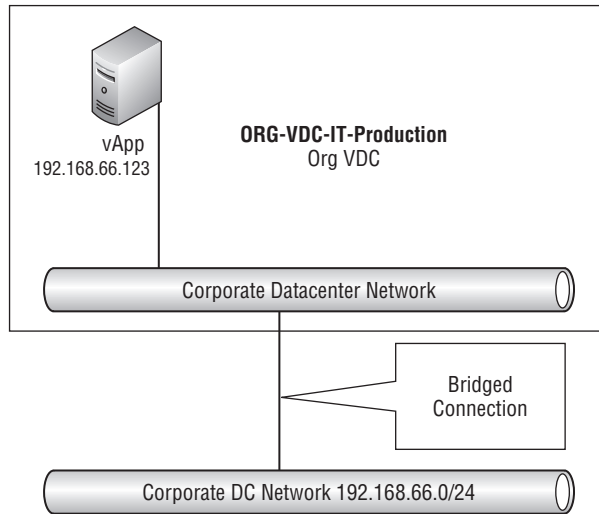 vApp
192.168.66.123
ORG-VDC-IT-Production
Org VDC
Corporate Datacenter Network
Bridged
Connection
Corporate DC Network 192.168.66.0/24